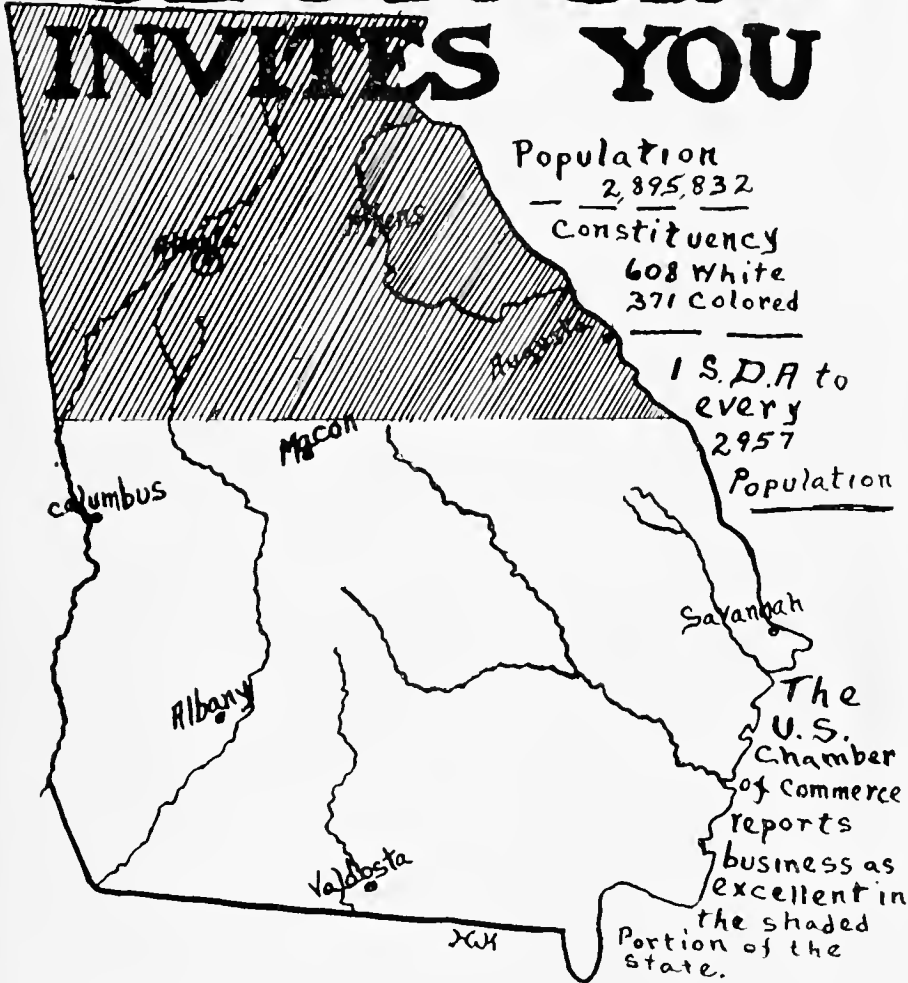 INVITES YOU
Population
2,895,832
Constituency
608 White
371 Colored
1 S.D.A to
every
2957
Population
Atlanta
Athens
Augusta
Macon
Columbus
Savannah
Albany
Valdosta
The
U.S.
Chamber
of Commerce
reports
business as
excellent in
the shaded
Portion of the
state.